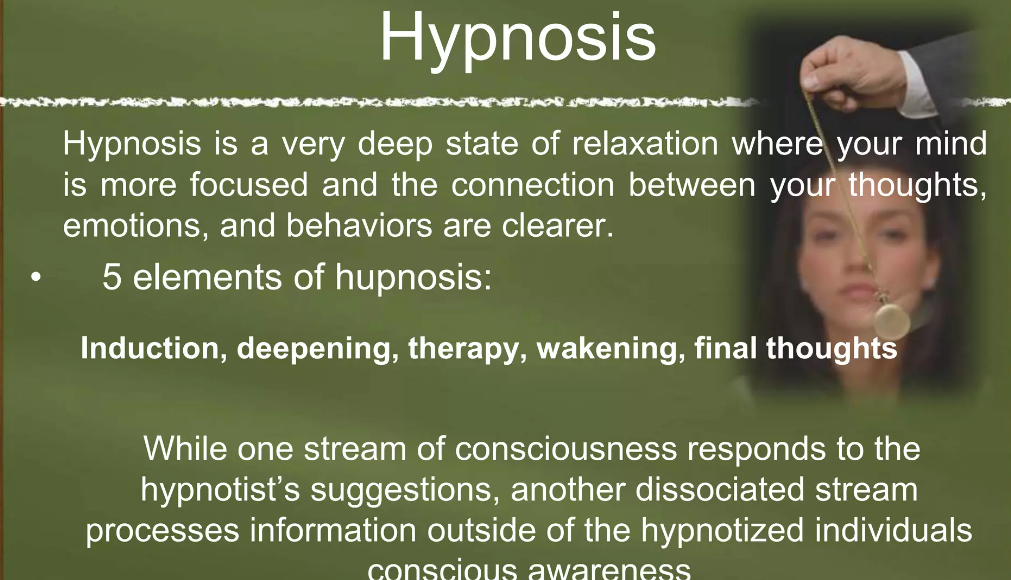 Hypnosis
Hypnosis is a very deep state of relaxation where your mind
is more focused and the connection between your thoughts,
emotions, and behaviors are clearer.
• 5 elements of hupnosis:
Induction, deepening, therapy, wakening, final thoughts
While one stream of consciousness responds to the
hypnotist’s suggestions, another dissociated stream
processes information outside of the hypnotized individuals
conscious awareness